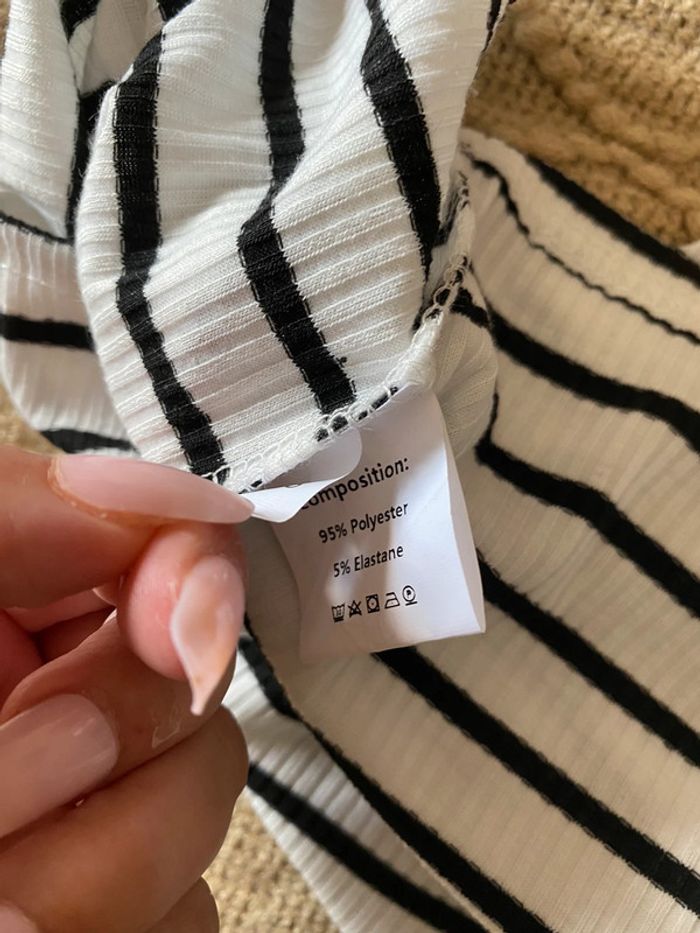 Composition:
95% Polyester
5% Elastane